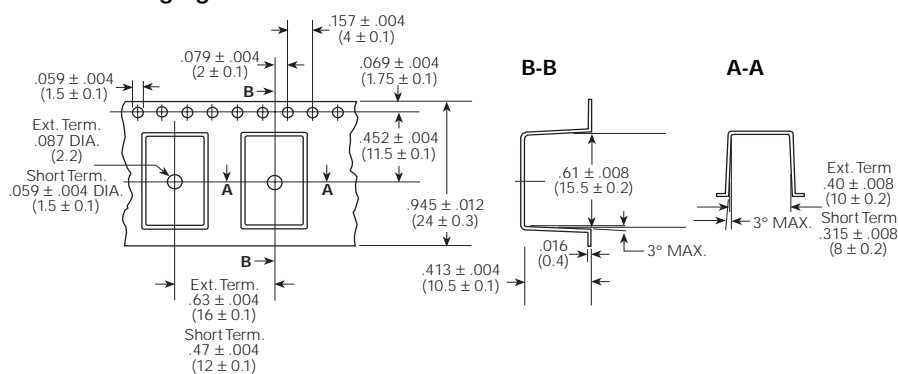 .157 ± .004
(4 ± 0.1)
.079 ± .004
(2 ± 0.1)
.069 ± .004
(1.75 ± 0.1)
.059 ± .004
(1.5 ± 0.1)
B
B-B
A-A
Ext. Term.
.087 DIA.
(2.2)
Short Term.
.059 ± .004 DIA.
(1.5 ± 0.1)
.452 ± .004
(11.5 ± 0.1)
A
A
.945 ± .012
(24 ± 0.3)
B
Ext. Term.
.63 ± .004
(16 ± 0.1)
Short Term.
.47 ± .004
(12 ± 0.1)
.61 ± .008
(15.5 ± 0.2)
.016
(0.4)
3° MAX.
.413 ± .004
(10.5 ± 0.1)
3° MAX.
Ext. Term
.40 ± .008
(10 ± 0.2)
Short Term
.315 ± .008
(8 ± 0.2)